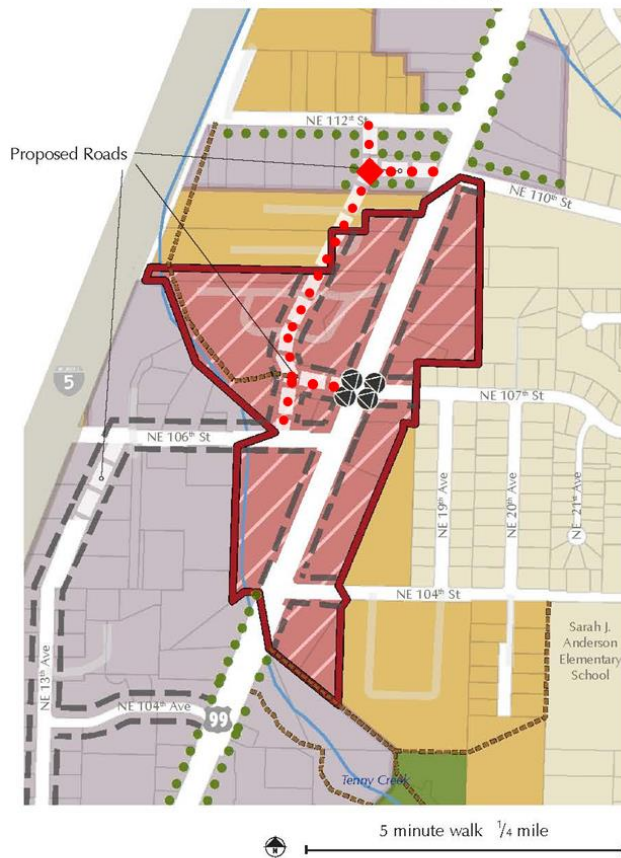 NE 112th St
Proposed Roads
NE 110th St
5
NE 107th St
NE 106th St
NE 19th Ave
NE 20th Ave
NE 21st Ave
NE 104th St
Sarah J.
Anderson
Elementary
School
NE 13th Ave
NE 104th Ave
99
Tenny Creek
N
5 minute walk 1/4 mile